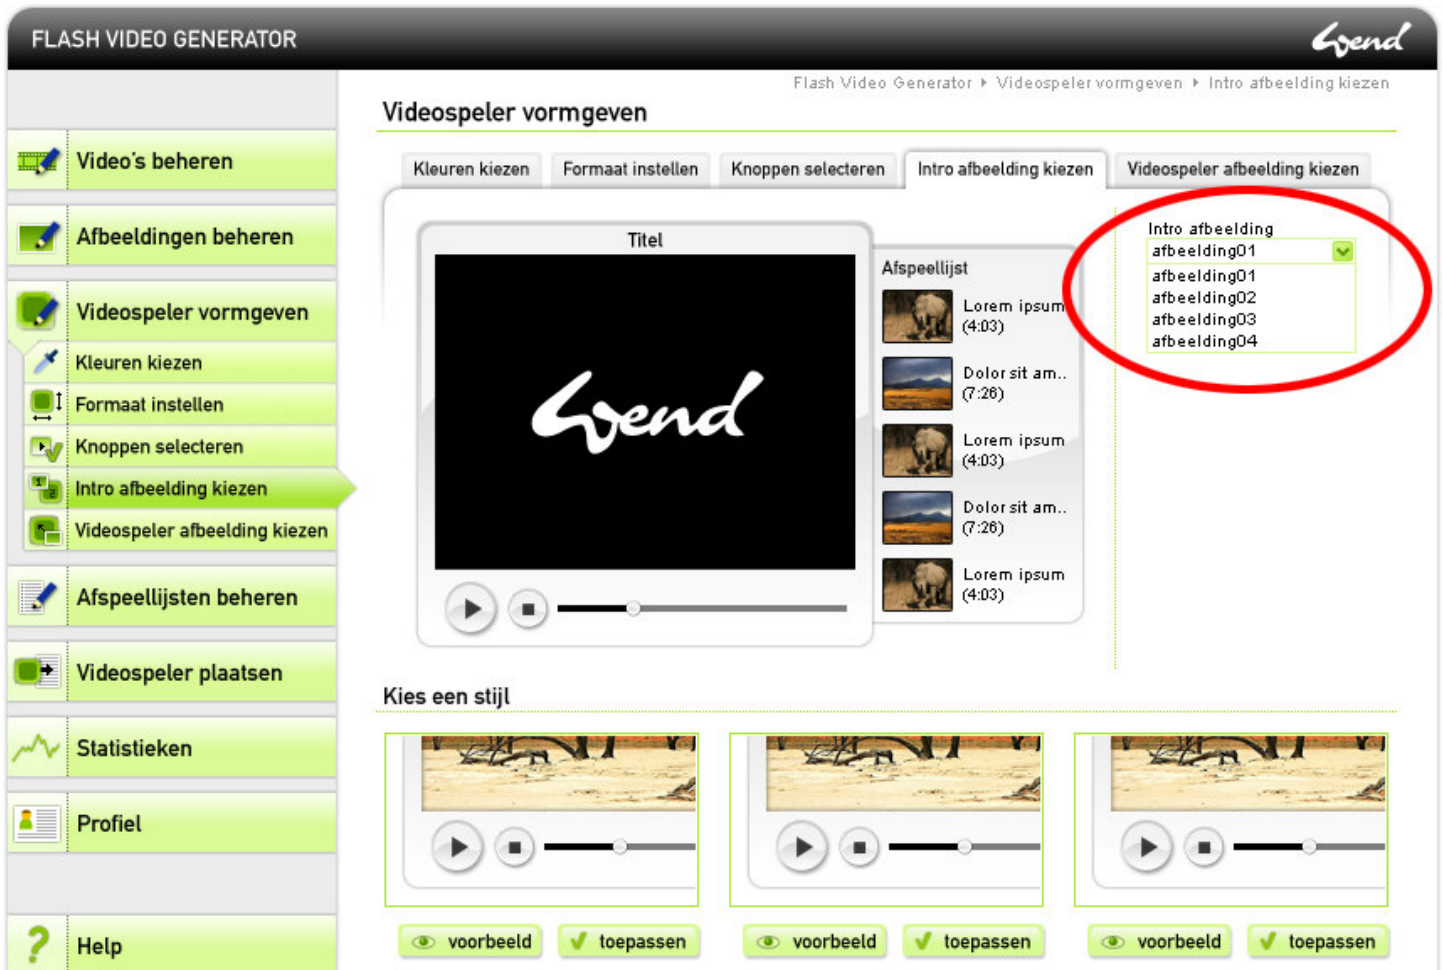 FLASH VIDEO GENERATOR
Wend
Flash Video Generator ▸ Videospeler vormgeven ▸ Intro afbeelding kiezen
Videospeler vormgeven
Video's beheren
Afbeeldingen beheren
Videospeler vormgeven
Kleuren kiezen
Formaat instellen
Knoppen selecteren
Intro afbeelding kiezen
Videospeler afbeelding kiezen
Afspeellijsten beheren
Videospeler plaatsen
Statistieken
Profiel
Help
Kleuren kiezen
Formaat instellen
Knoppen selecteren
Intro afbeelding kiezen
Videospeler afbeelding kiezen
Titel
Wend
Afspeellijst
Lorem ipsum
(4:03)
Dolor sit am..
(7:26)
Lorem ipsum
(4:03)
Dolor sit am..
(7:26)
Lorem ipsum
(4:03)
Intro afbeelding
afbeelding01
afbeelding01
afbeelding02
afbeelding03
afbeelding04
Kies een stijl
voorbeeld
toepassen
voorbeeld
toepassen
voorbeeld
toepassen